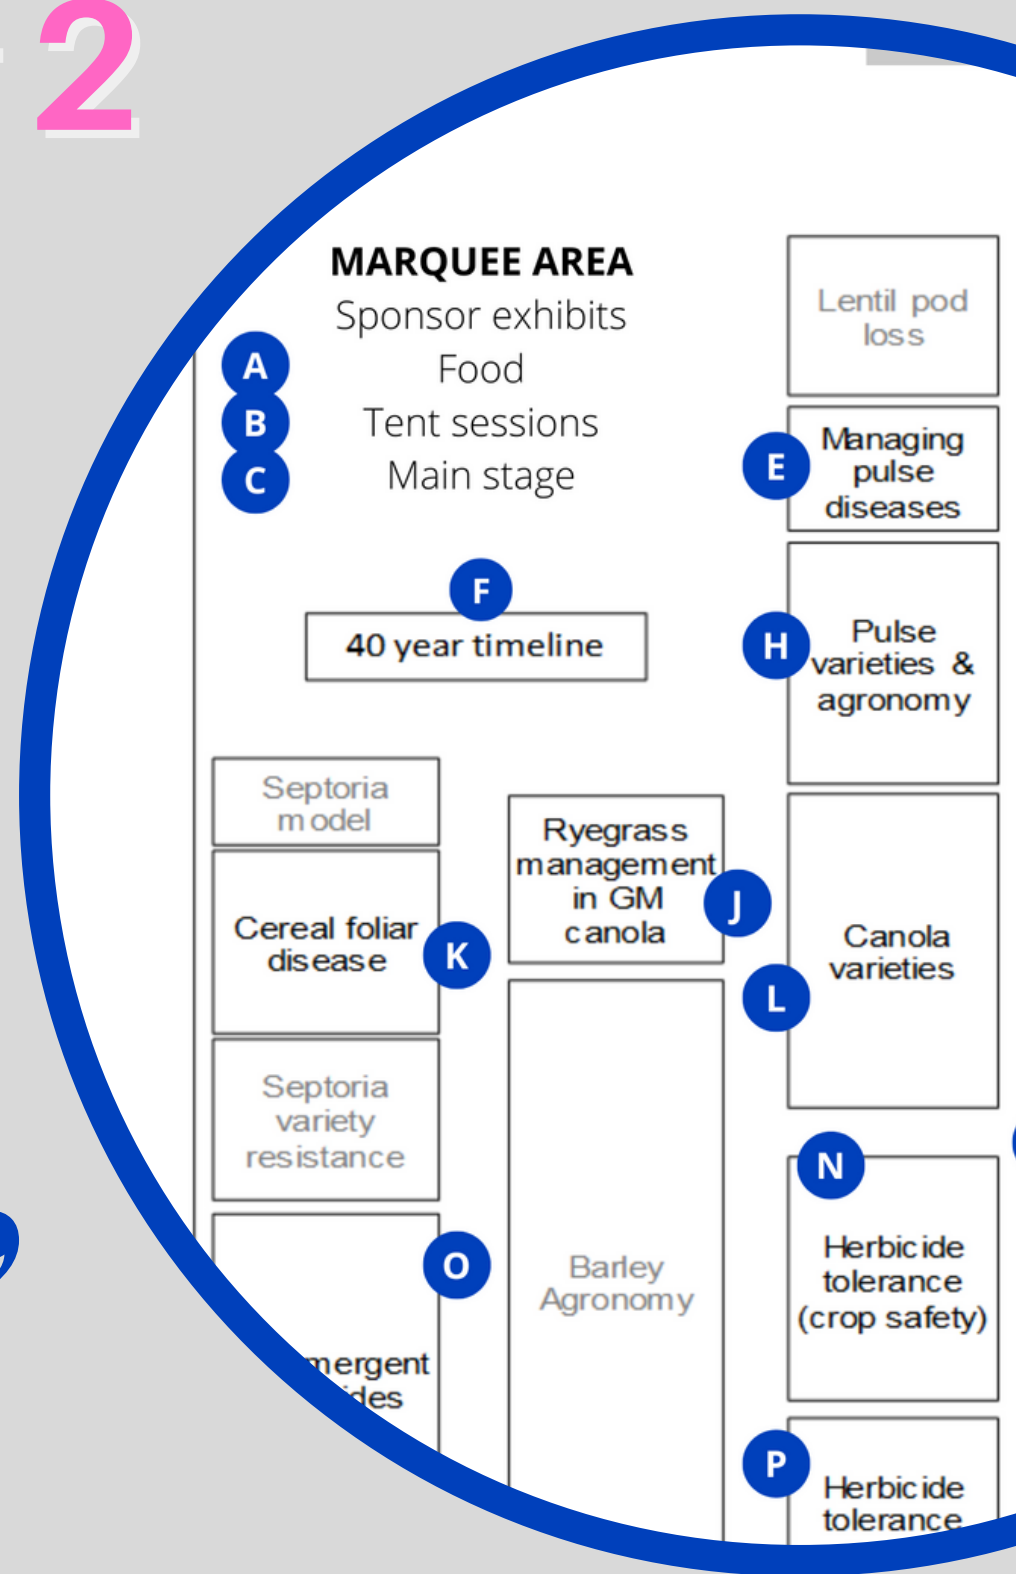 2
MARQUEE AREA
Sponsor exhibits
Food
Tent sessions
Main stage
A
B
C
Lentil pod
loss
E
Managing
pulse
diseases
F
40 year timeline
H
Pulse
varieties &
agronomy
Septoria
model
Ryegrass
management
in GM
canola
J
Cereal foliar
disease
K
L
Canola
varieties
Septoria
variety
resistance
N
Herbicide
tolerance
(crop safety)
O
Barley
Agronomy
mergent
ides
P
Herbicide
tolerance